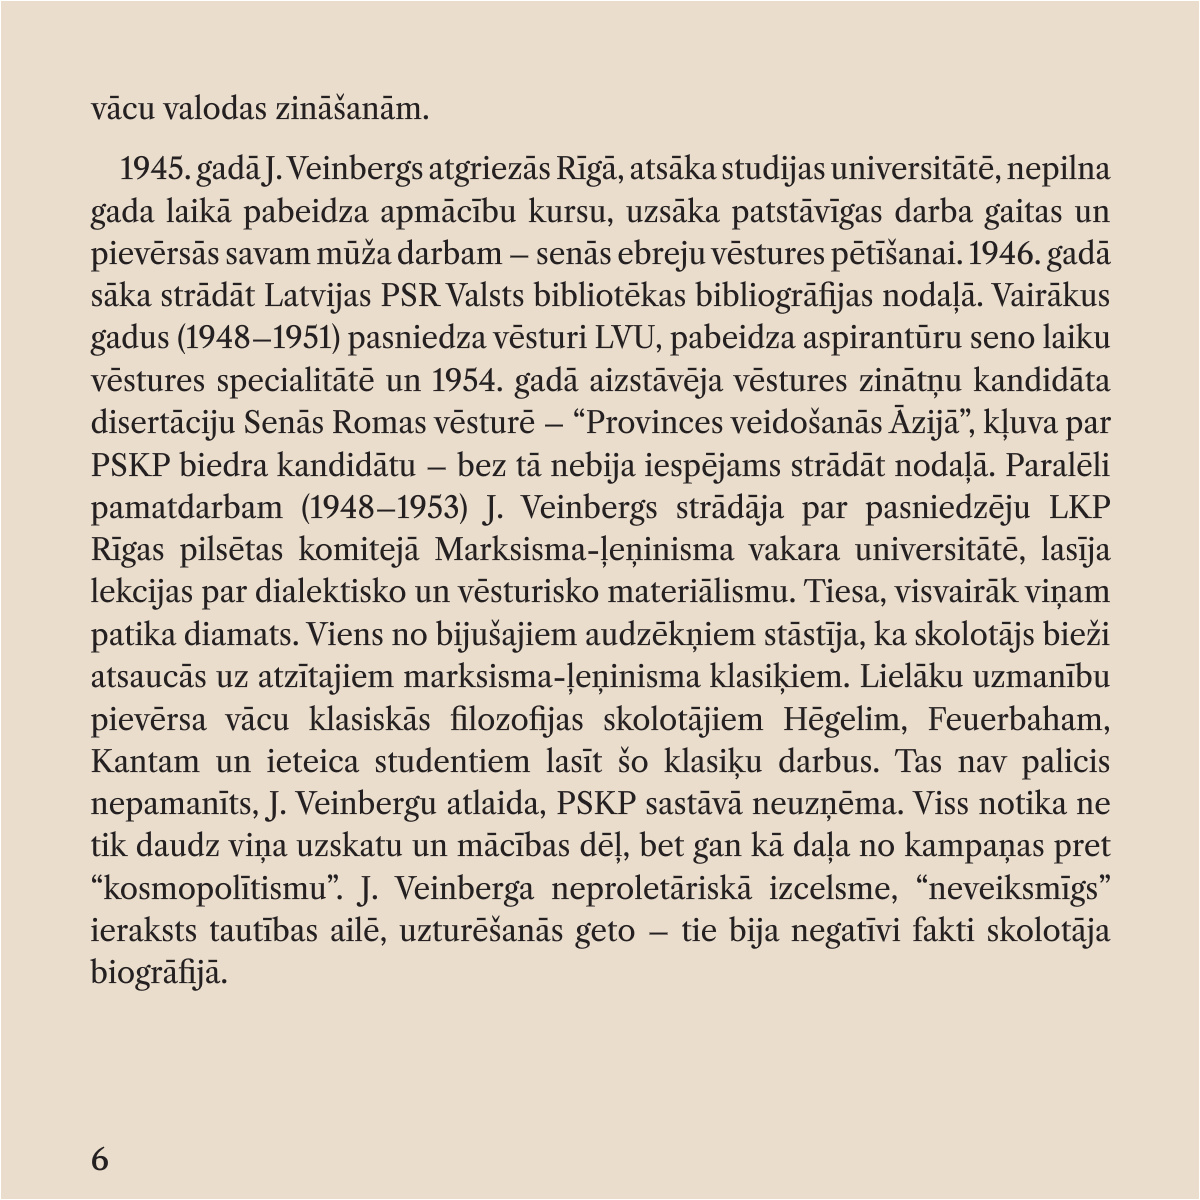 vācu valodas zināšanām.
1945. gadā J. Veinbergs atgriezās Rīgā, atsāka studijas universitātē, nepilna
gada laikā pabeidza apmācību kursu, uzsāka patstāvīgas darba gaitas un
pievērsās savam mūža darbam – senās ebreju vēstures pētīšanai. 1946. gadā
sāka strādāt Latvijas PSR Valsts bibliotēkas bibliogrāfijas nodaļā. Vairākus
gadus (1948–1951) pasniedza vēsturi LVU, pabeidza aspirantūru seno laiku
vēstures specialitātē un 1954. gadā aizstāvēja vēstures zinātņu kandidāta
disertāciju Senās Romas vēsturē – “Provinces veidošanās Āzijā”, kļuva par
PSKP biedra kandidātu – bez tā nebija iespējams strādāt nodaļā. Paralēli
pamatdarbam (1948–1953) J. Veinbergs strādāja par pasniedzēju LKP
Rīgas pilsētas komitejā Marksisma-ļeņinisma vakara universitātē, lasīja
lekcijas par dialektisko un vēsturisko materiālismu. Tiesa, visvairāk viņam
patika diamats. Viens no bijušajiem audzēkņiem stāstīja, ka skolotājs bieži
atsaucās uz atzītajiem marksisma-ļeņinisma klasiķiem. Lielāku uzmanību
pievērsa vācu klasiskās filozofijas skolotājiem Hēgelim, Feuerbaham,
Kantam un ieteica studentiem lasīt šo klasiķu darbus. Tas nav palicis
nepamanīts, J. Veinbergu atlaida, PSKP sastāvā neuzņēma. Viss notika ne
tik daudz viņa uzskatu un mācības dēļ, bet gan kā daļa no kampaņas pret
“kosmopolītismu”. J. Veinberga neproletāriskā izcelsme, “neveiksmīgs”
ieraksts tautības ailē, uzturēšanās geto – tie bija negatīvi fakti skolotāja
biogrāfijā.
6